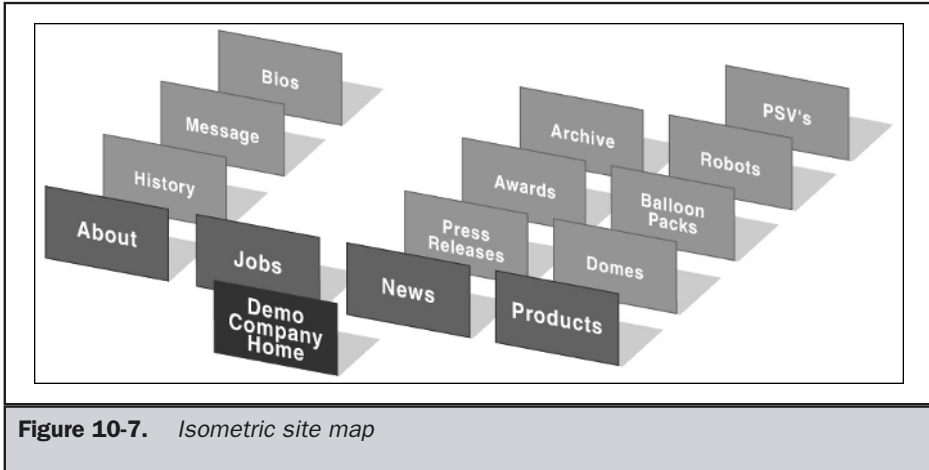 Bios
Message
History
About
Jobs
Demo
Company
Home
News
Press
Releases
Awards
Archive
Products
Domes
Balloon
Packs
Robots
PSV's
Figure 10-7. Isometric site map